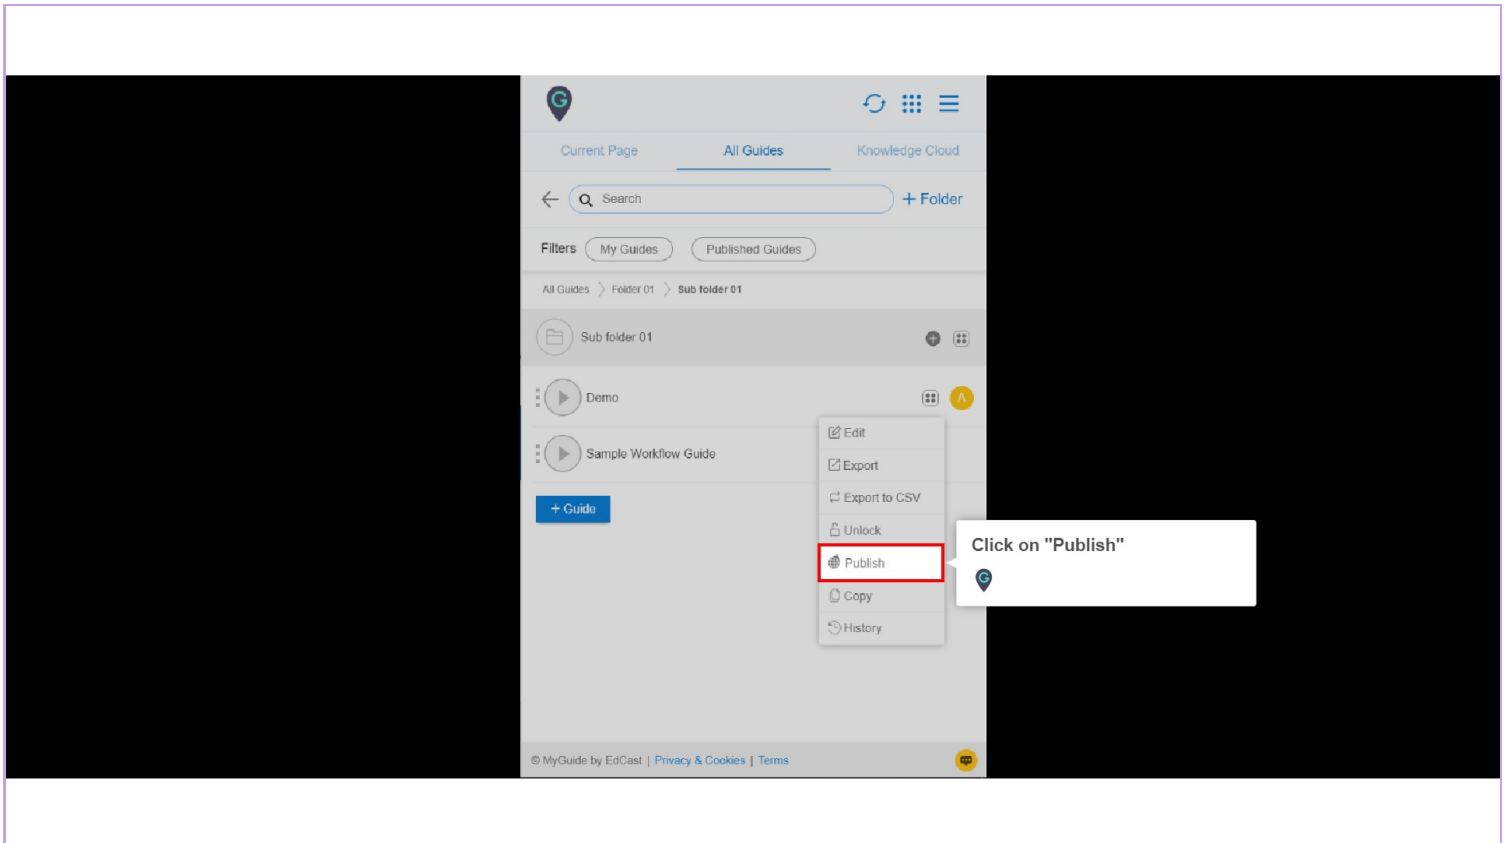 G
Current Page All Guides Knowledge Cloud
Search + Folder
Filters My Guides Published Guides
All Guides Folder 01 Sub folder 01
Sub folder 01
Demo A
Edit
Sample Workflow Guide
Export
Export to CSV
+ Guide
Unlock
Click on "Publish"
Publish
G
Copy
History
© MyGuide by EdCast | Privacy & Cookies | Terms